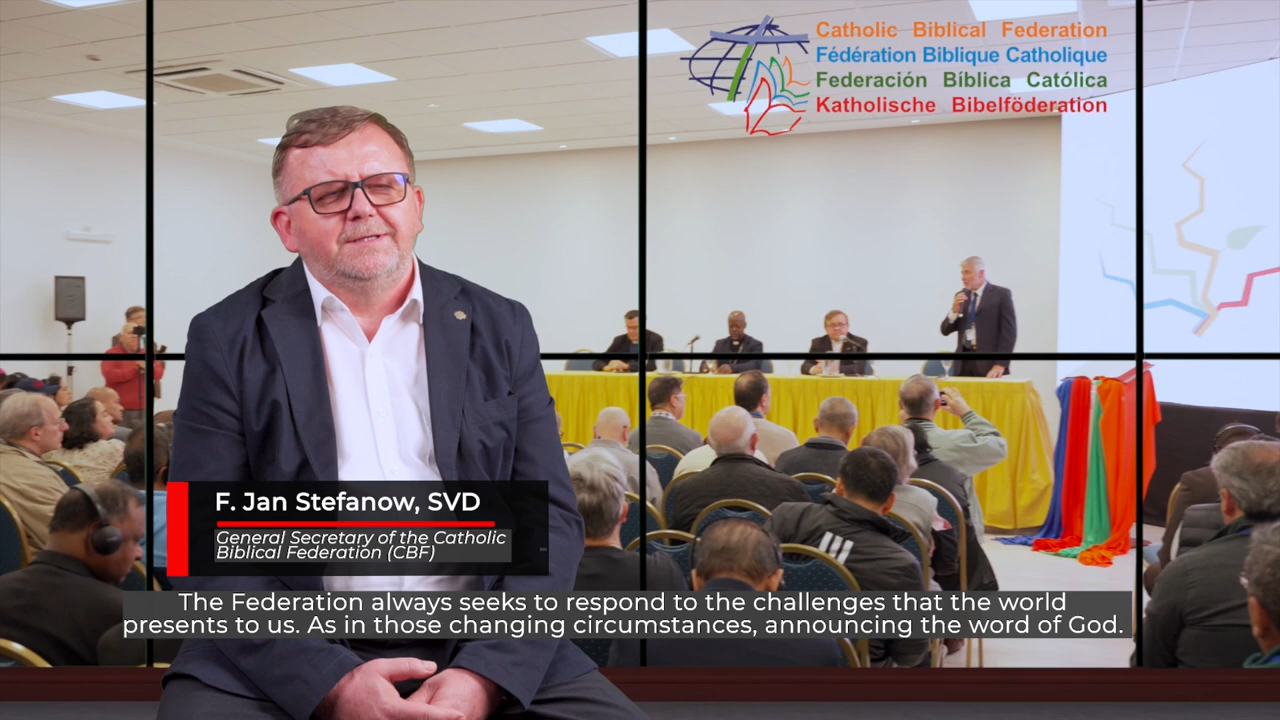 Catholic Biblical Federation
Fédération Biblique Catholique
Federación Bíblica Católica
Katholische Bibelföderation
F. Jan Stefanow, SVD
General Secretary of the Catholic
Biblical Federation (CBF)
The Federation always seeks to respond to the challenges that the world
presents to us. As in those changing circumstances, announcing the word of God.